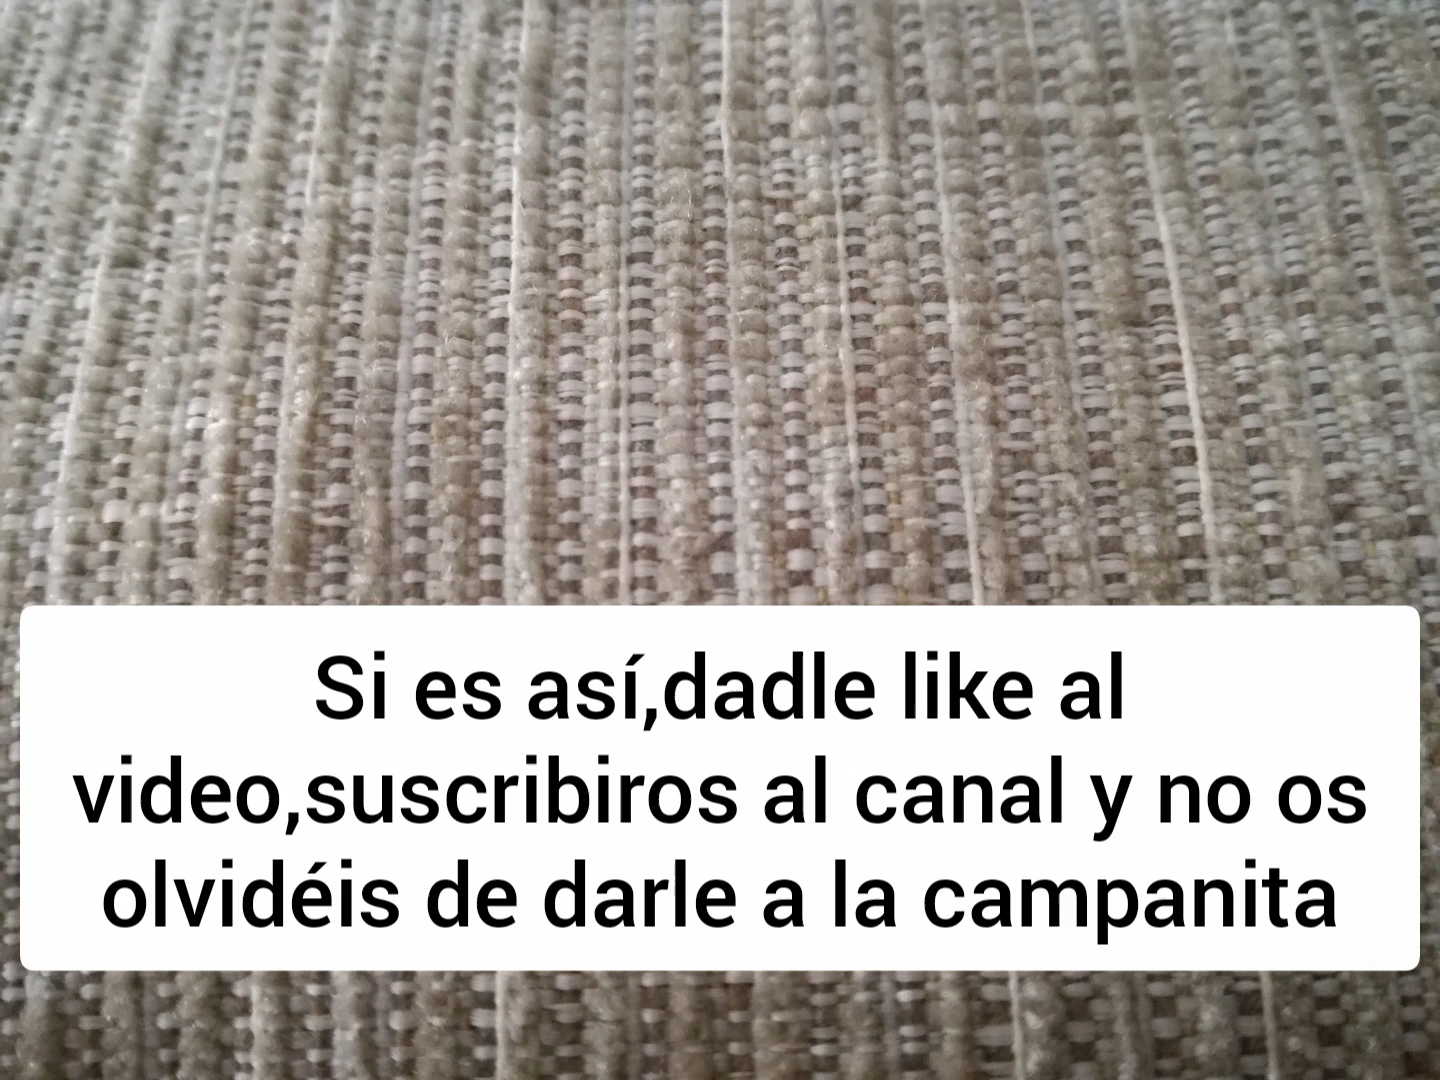 Si es así,dadle like al
video,suscribiros al canal y no os
olvidéis de darle a la campanita